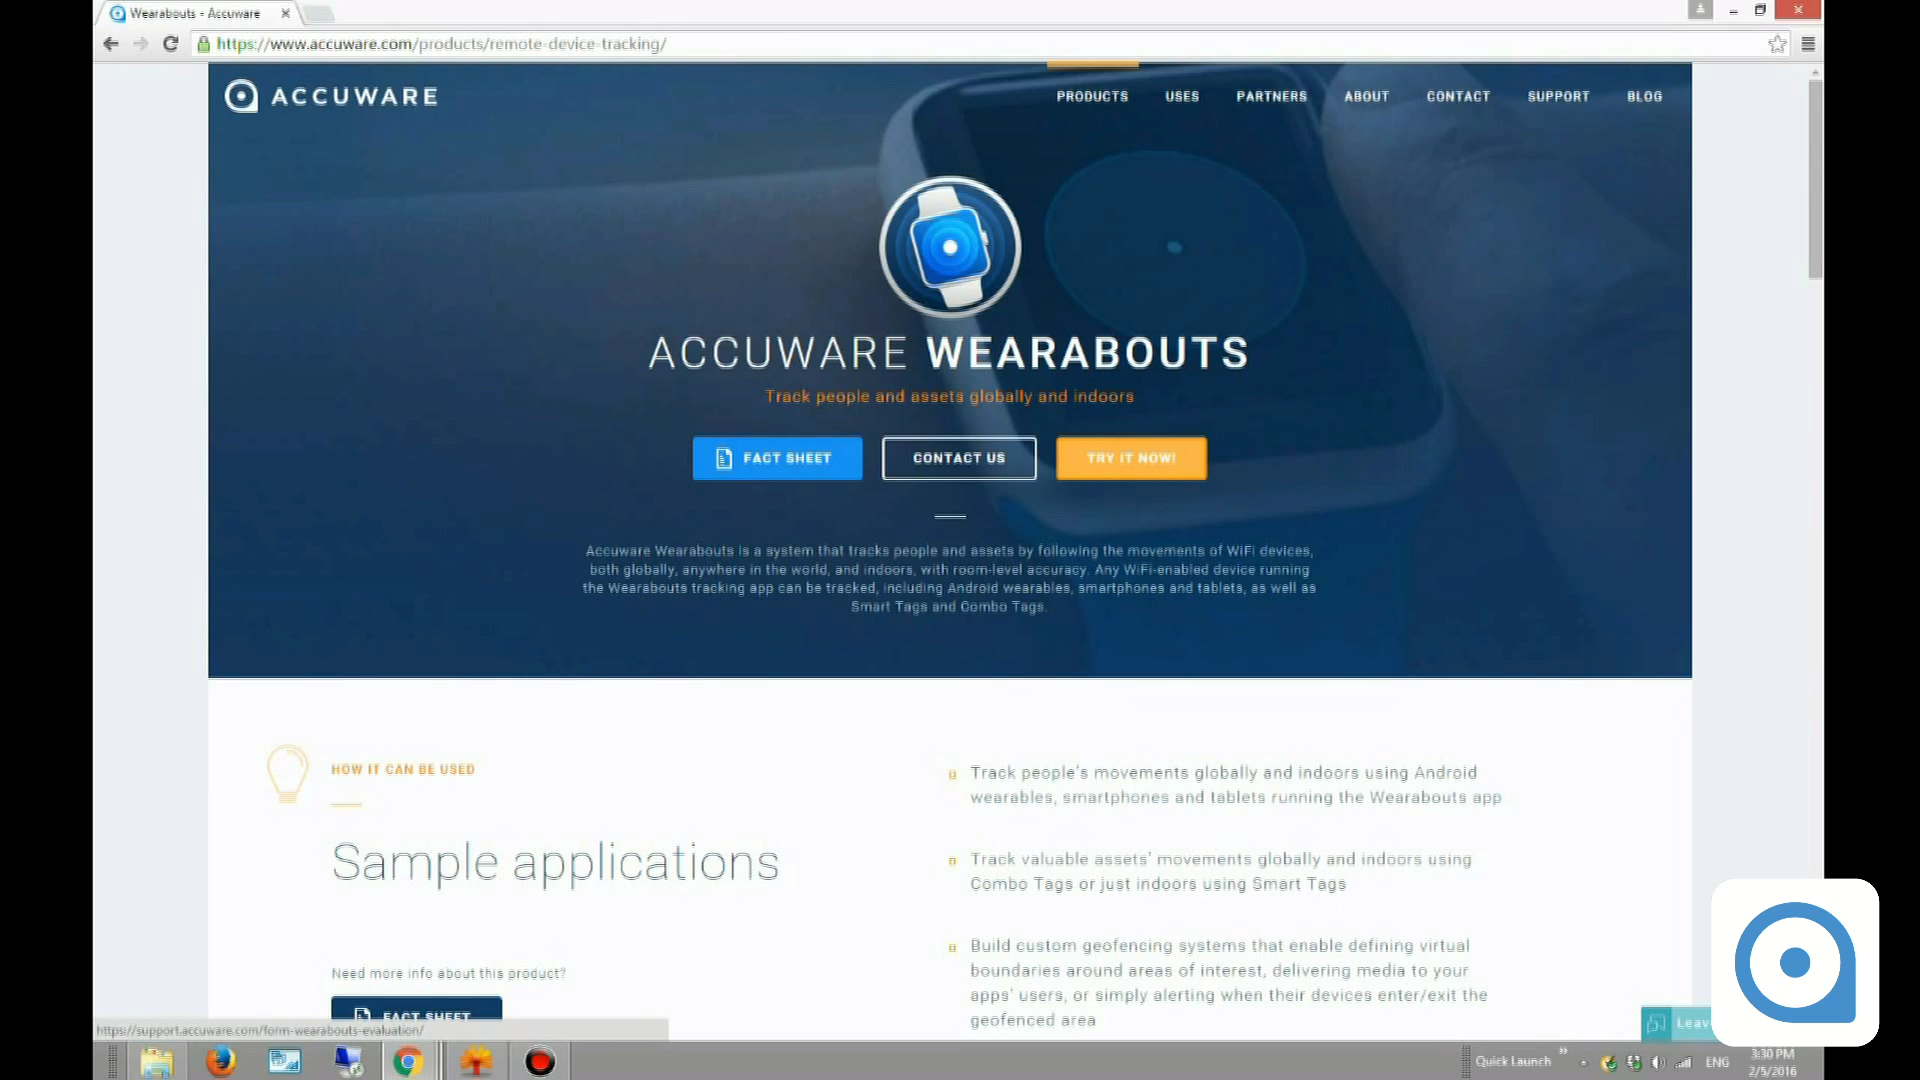 Wearabouts - Accuware
https://www.accuware.com/products/remote-device-tracking/
ACCUWARE
PRODUCTS
USES
PARTNERS
ABOUT
CONTACT
SUPPORT
BLOG
ACCUWARE WEARABOUTS
Track people and assets globally and indoors
FACT SHEET
CONTACT US
TRY IT NOW!
Accuware Wearabouts is a system that tracks people and assets by following the movements of WiFi devices,
both globally, anywhere in the world, and indoors, with room-level accuracy. Any WiFi-enabled device running
the Wearabouts tracking app can be tracked, including Android wearables, smartphones and tablets, as well as
Smart Tags and Combo Tags.
HOW IT CAN BE USED
Sample applications
Need more info about this product?
FACT SHEET
Track people's movements globally and indoors using Android
wearables, smartphones and tablets running the Wearabouts app
Track valuable assets' movements globally and indoors using
Combo Tags or just indoors using Smart Tags
Build custom geofencing systems that enable defining virtual
boundaries around areas of interest, delivering media to your
apps' users, or simply alerting when their devices enter/exit the
geofenced area
Leav
https://support.accuware.com/form-wearabouts-evaluation/
Quick Launch
ENG
3:30 PM
2/5/2016